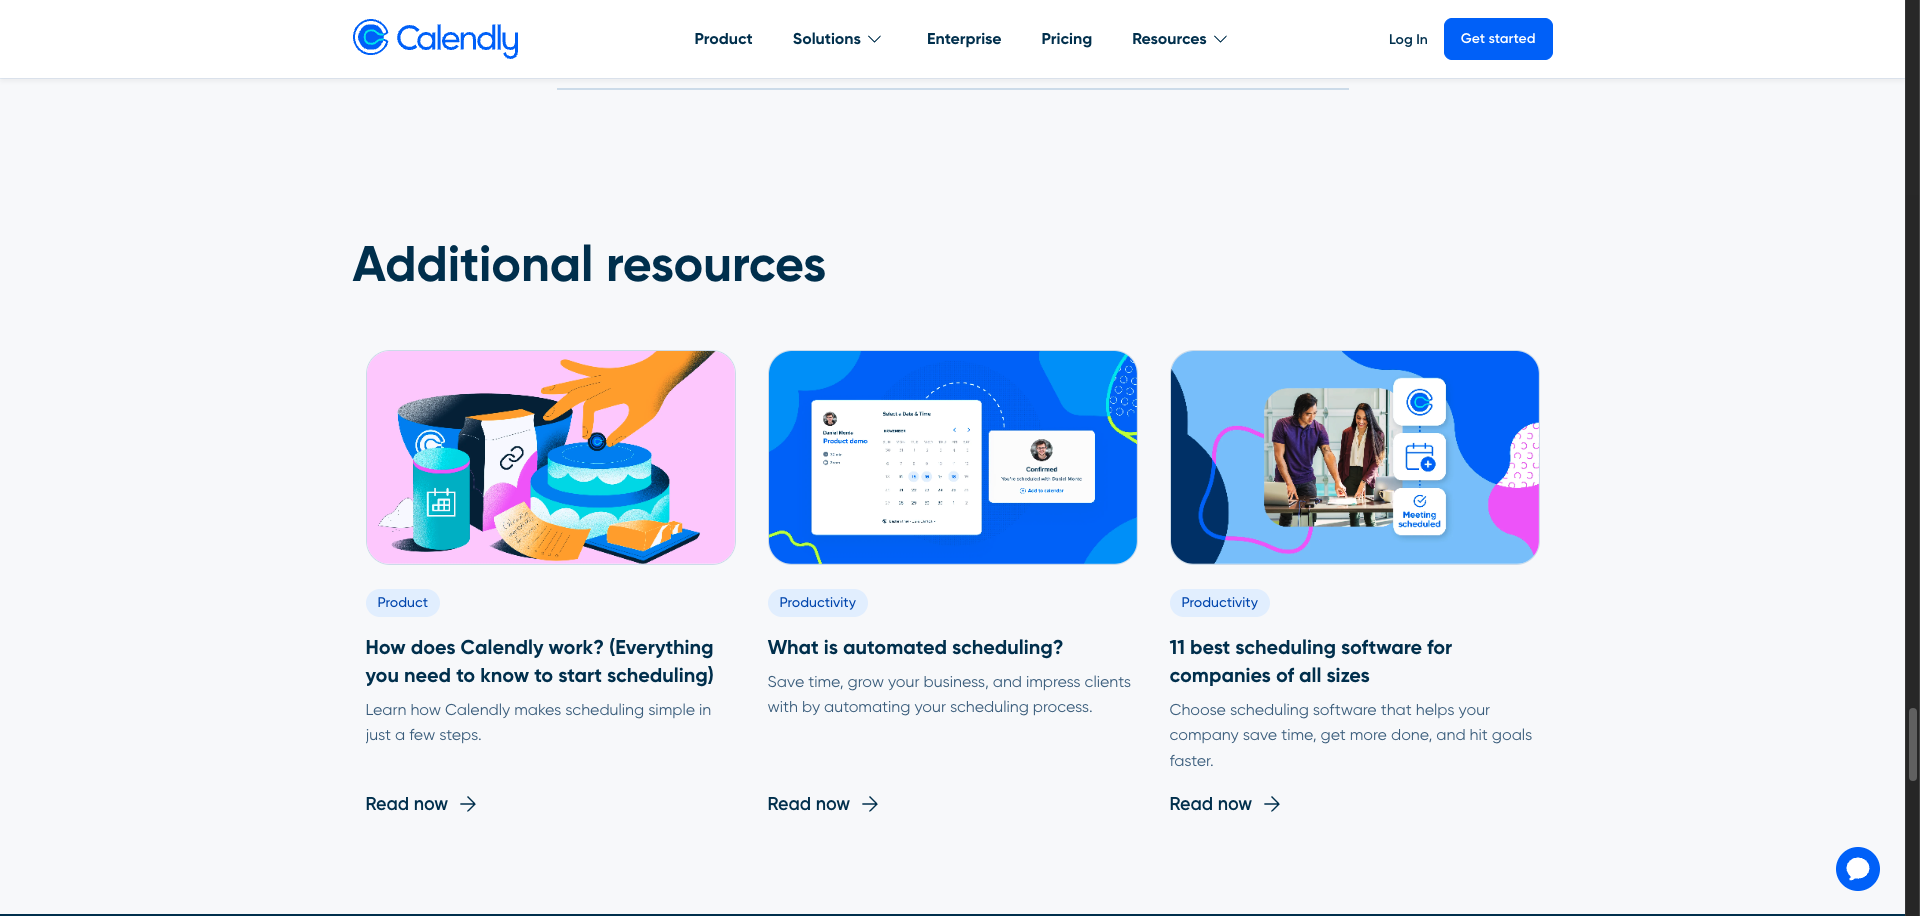 Calendly
Product
Solutions
Enterprise
Pricing
Resources
Log In
Get started
Additional resources
Select a Date & Time
Product demo
Confirmed
Add to calendar
Meeting
scheduled
Product
How does Calendly work? (Everything
you need to know to start scheduling)
Learn how Calendly makes scheduling simple in
just a few steps.
Read now
Productivity
What is automated scheduling?
Save time, grow your business, and impress clients
with by automating your scheduling process.
Read now
Productivity
11 best scheduling software for
companies of all sizes
Choose scheduling software that helps your
company save time, get more done, and hit goals
faster.
Read now